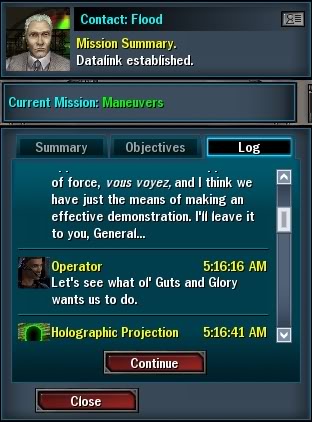 Contact: Flood
Mission Summary.
Datalink established.
Current Mission: Maneuvers
Summary
Objectives
Log
of force, vous voyez, and I think we
have just the means of making an
effective demonstration. I'll leave it
to you, General...
Operator 5:16:16 AM
Let's see what ol' Guts and Glory
wants us to do.
Holographic Projection 5:16:41 AM
Continue
Close